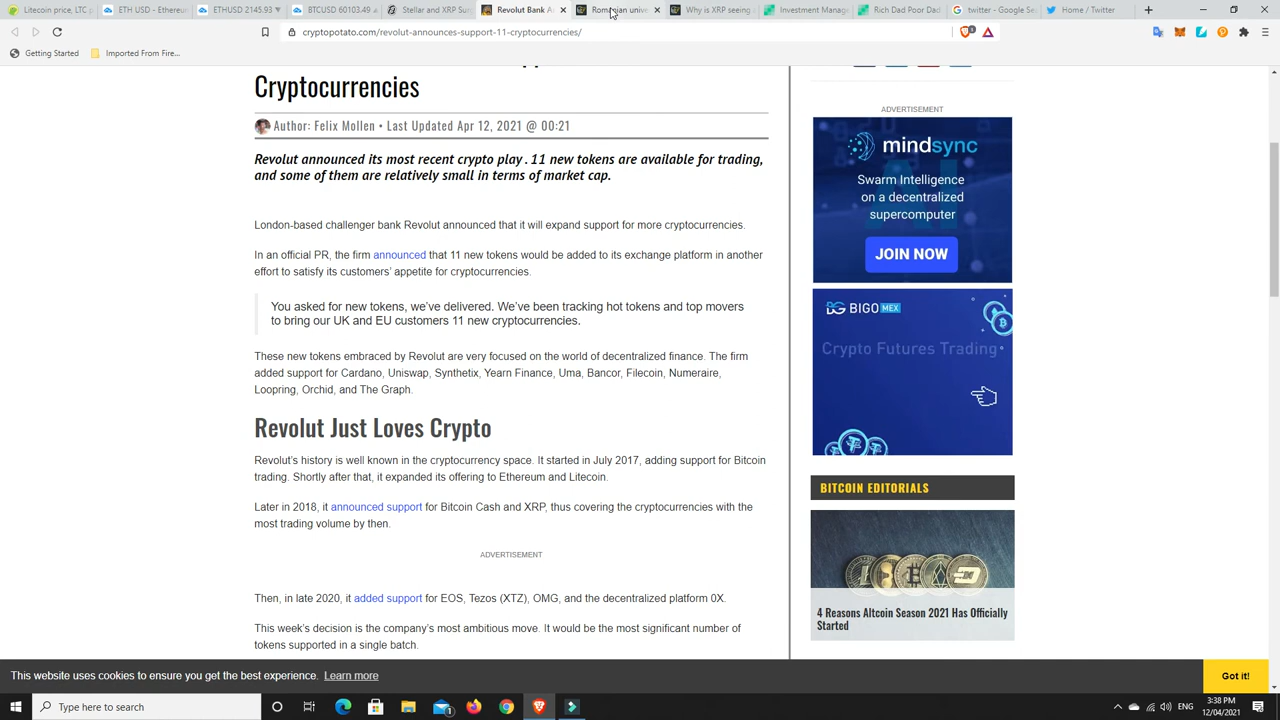 Litecoin price, LTC p
ETH USD - Ethereum
ETHUSD 2145.93
BTCUSD 60103.49
Stellar and XRP Sur
Revolut Bank A
Romanian unive
Why is XRP seeing
Investment Manage
Rich Dad Poor Dad
twitter - Google Se
Home / Twitter
cryptopotato.com/revolut-announces-support-11-cryptocurrencies/
Getting Started
Imported From Fire...
Cryptocurrencies
Author: Felix Mollen • Last Updated Apr 12, 2021 @ 00:21
Revolut announced its most recent crypto play . 11 new tokens are available for trading,
and some of them are relatively small in terms of market cap.
London-based challenger bank Revolut announced that it will expand support for more cryptocurrencies.
In an official PR, the firm announced that 11 new tokens would be added to its exchange platform in another
effort to satisfy its customers' appetite for cryptocurrencies.
You asked for new tokens, we've delivered. We've been tracking hot tokens and top movers
to bring our UK and EU customers 11 new cryptocurrencies.
These new tokens embraced by Revolut are very focused on the world of decentralized finance. The firm
added support for Cardano, Uniswap, Synthetix, Yearn Finance, Uma, Bancor, Filecoin, Numeraire,
Loopring, Orchid, and The Graph.
Revolut Just Loves Crypto
Revolut's history is well known in the cryptocurrency space. It started in July 2017, adding support for Bitcoin
trading. Shortly after that, it expanded its offering to Ethereum and Litecoin.
Later in 2018, it announced support for Bitcoin Cash and XRP, thus covering the cryptocurrencies with the
most trading volume by then.
ADVERTISEMENT
Then, in late 2020, it added support for EOS, Tezos (XTZ), OMG, and the decentralized platform 0X.
This week's decision is the company's most ambitious move. It would be the most significant number of
tokens supported in a single batch.
ADVERTISEMENT
mindsync
AI
Swarm Intelligence
on a decentralized
supercomputer
JOIN NOW
BIGO MEX
Crypto Futures Trading
BITCOIN EDITORIALS
4 Reasons Altcoin Season 2021 Has Officially
Started
This website uses cookies to ensure you get the best experience. Learn more
Got it!
Type here to search
ENG
3:38 PM
12/04/2021